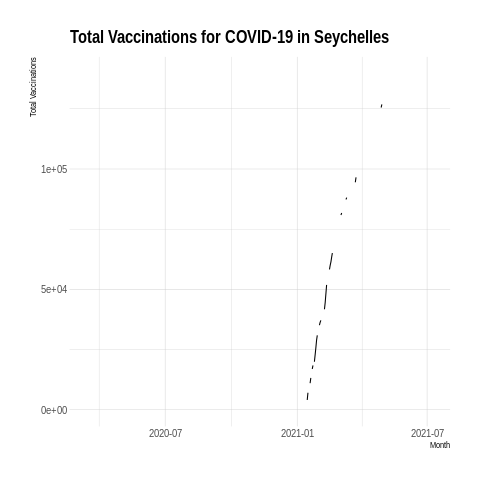 Total Vaccinations for COVID-19 in Seychelles
Total Vaccinations
1e+05
5e+04
0e+00
2020-07
2021-01
2021-07
Month